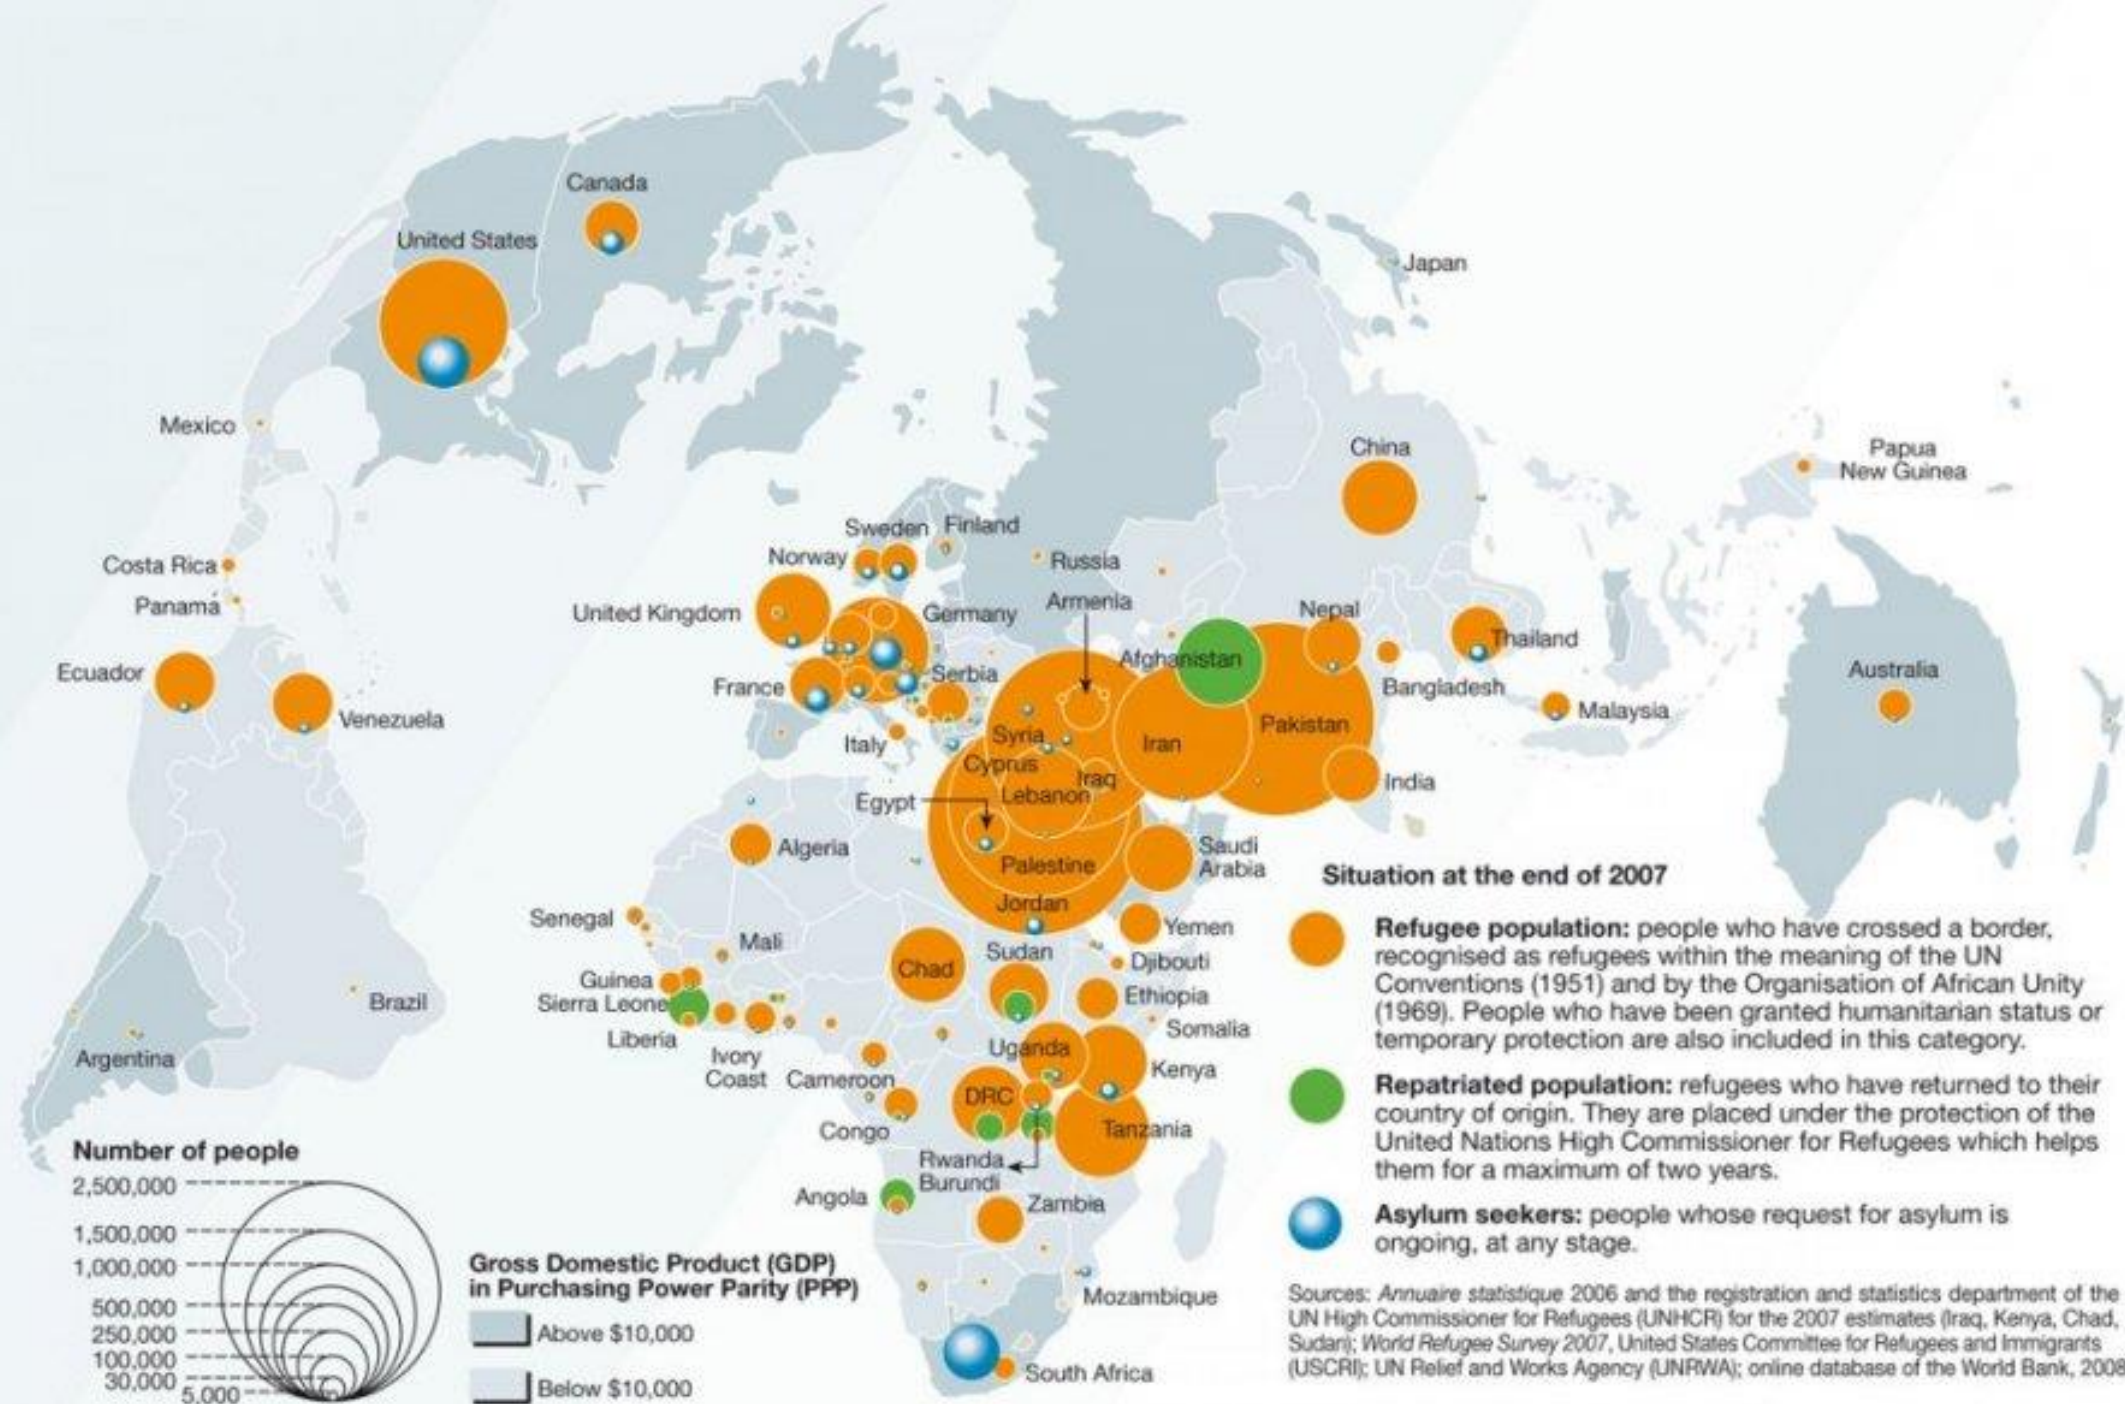 Canada
United States
Japan
Mexico
China
Papua
New Guinea
Sweden
Finland
Norway
Russia
Costa Rica
Armenia
Panamá
United Kingdom
Germany
Nepal
Thailand
Ecuador
Afghanistan
Serbia
Australia
France
Bangladesh
Venezuela
Malaysia
Pakistan
Syria
Italy
Iran
Cyprus
Iraq
India
Lebanon
Egypt
Algeria
Saudi
Arabia
Palestine
Jordan
Senegal
Yemen
Mali
Sudan
Chad
Djibouti
Guinea
Ethiopia
Sierra Leone
Brazil
Somalia
Liberia
Uganda
Argentina
Ivory
Coast
Cameroon
Kenya
DRC
Congo
Tanzania
Rwanda
Burundi
Angola
Zambia
Mozambique
South Africa
Number of people
2,500,000
1,500,000
1,000,000
500,000
250,000
100,000
30,000
5,000
Gross Domestic Product (GDP)
in Purchasing Power Parity (PPP)
Above $10,000
Below $10,000
Situation at the end of 2007
Refugee population: people who have crossed a border,
recognised as refugees within the meaning of the UN
Conventions (1951) and by the Organisation of African Unity
(1969). People who have been granted humanitarian status or
temporary protection are also included in this category.
Repatriated population: refugees who have returned to their
country of origin. They are placed under the protection of the
United Nations High Commissioner for Refugees which helps
them for a maximum of two years.
Asylum seekers: people whose request for asylum is
ongoing, at any stage.
Sources: Annuaire statistique 2006 and the registration and statistics department of the
UN High Commissioner for Refugees (UNHCR) for the 2007 estimates (Iraq, Kenya, Chad,
Sudan); World Refugee Survey 2007, United States Committee for Refugees and Immigrants
(USCRI); UN Relief and Works Agency (UNRWA); online database of the World Bank, 2008